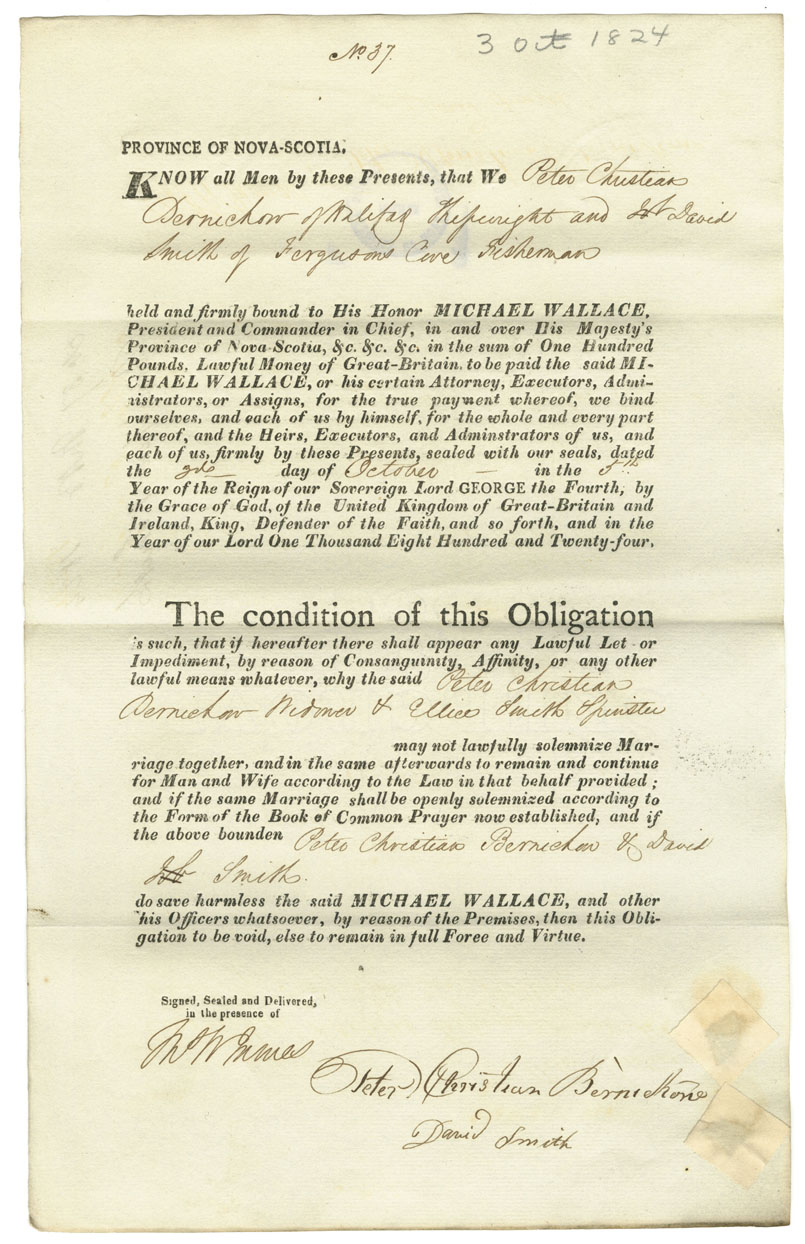 No. 37.
3 Oct 1824
PROVINCE OF NOVA-SCOTIA.
KNOW all Men by these Presents, that We Peter Christian
Bernichow of Halifax Shipwright and David
Smith of Fergusons Cove Fisherman
held and firmly bound to His Honor MICHAEL WALLACE,
President and Commander in Chief, in and over His Majesty's
Province of Nova-Scotia, &c. &c. &c. in the sum of One Hundred
Pounds, Lawful Money of Great-Britain, to be paid the said MI-
CHAEL WALLACE, or his certain Attorney, Executors, Admi-
nistrators, or Assigns, for the true payment whereof, we bind
ourselves, and each of us by himself, for the whole and every part
thereof, and the Heirs, Executors, and Adminstrators of us, and
each of us, firmly by these Presents, sealed with our seals, dated
the day of October — in the 5th
Year of the Reign of our Sovereign Lord GEORGE the Fourth, by
the Grace of God, of the United Kingdom of Great-Britain and
Ireland, King, Defender of the Faith, and so forth, and in the
Year of our Lord One Thousand Eight Hundred and Twenty-four.
The condition of this Obligation
is such, that if hereafter there shall appear any Lawful Let or
Impediment, by reason of Consanguinity, Affinity, or any other
lawful means whatever, why the said Peter Christian
Bernichow Widower & Ellice Smith Spinster
may not lawfully solemnize Mar-
riage together, and in the same afterwards to remain and continue
for Man and Wife according to the Law in that behalf provided ;
and if the same Marriage shall be openly solemnized according to
the Form of the Book of Common Prayer now established, and if
the above bounden Peter Christian Bernichow & David
Smith.
do save harmless the said MICHAEL WALLACE, and other
his Officers whatsoever, by reason of the Premises, then this Obli-
gation to be void, else to remain in full Foree and Virtue.
Signed, Sealed and Delivered,
in the presence of
Peter Christian Bernickone
David Smith